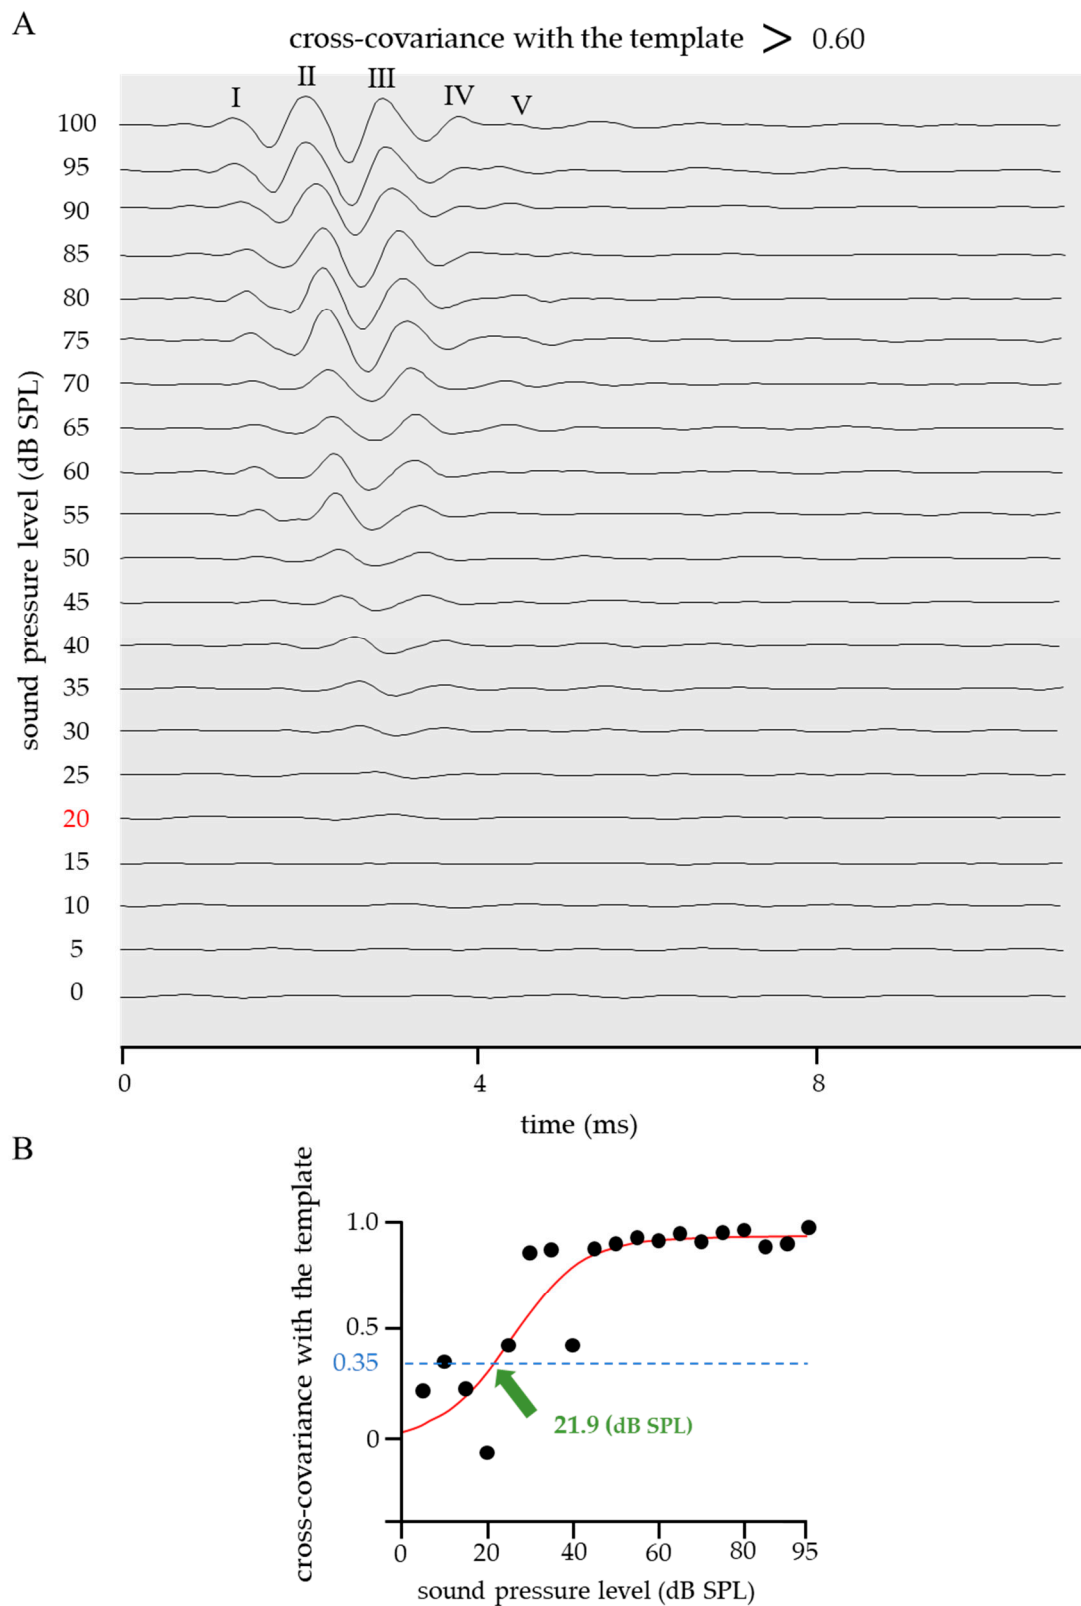 A
cross-covariance with the template > 0.60
I II III IV V
sound pressure level (dB SPL)
100
95
90
85
80
75
70
65
60
55
50
45
40
35
30
25
20
15
10
5
0
0 4 8
time (ms)
B
cross-covariance with the template
1.0
0.5
0.35
0
21.9 (dB SPL)
0 20 40 60 80 95
sound pressure level (dB SPL)